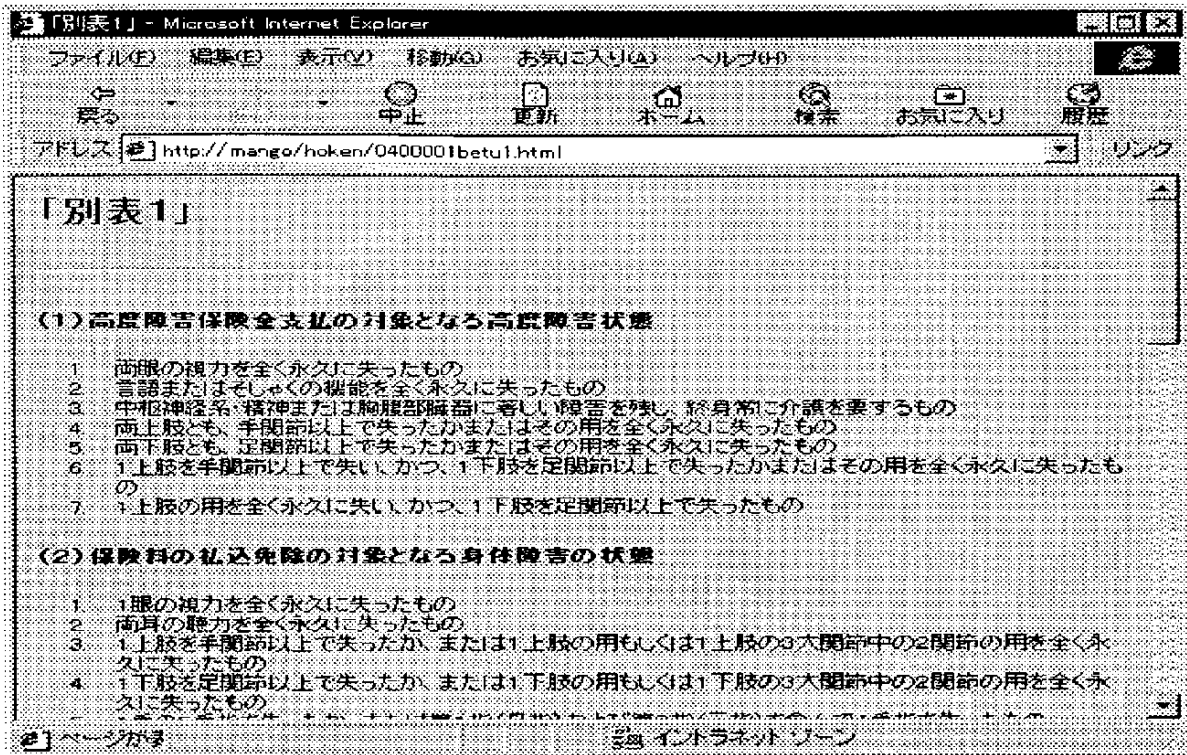 「別表1」 - Microsoft Internet Explorer
ファイル(F) 編集(E) 表示(V) 移動(G) お気に入り(A) ヘルプ(H)
戻る 中止 更新 ホーム 検索 お気に入り 履歴
アドレス http://mango/hoken/0400001betu1.html リンク
「別表1」
(1)高度障害保険金支払の対象となる高度障害状態
1. 両眼の視力を全く永久に失ったもの
2. 言語またはそしゃくの機能を全く永久に失ったもの
3. 中枢神経系・精神または胸腹部臓器に著しい障害を残し、終身常に介護を要するもの
4. 両上肢とも、手関節以上で失ったかまたはその用を全く永久に失ったもの
5. 両下肢とも、足関節以上で失ったかまたはその用を全く永久に失ったもの
6. 1上肢を手関節以上で失い、かつ、1下肢を足関節以上で失ったかまたはその用を全く永久に失ったも
の
7. 1上肢の用を全く永久に失い、かつ、1下肢を足関節以上で失ったもの
(2)保険料の払込免除の対象となる身体障害の状態
1. 1眼の視力を全く永久に失ったもの
2. 両耳の聴力を全く永久に失ったもの
3. 1上肢を手関節以上で失ったか、または1上肢の用もしくは1上肢の3大関節中の2関節の用を全く永
久に失ったもの
4. 1下肢を足関節以上で失ったか、または1下肢の用もしくは1下肢の3大関節中の2関節の用を全く永
久に失ったもの
ページが表
イントラネット ゾーン